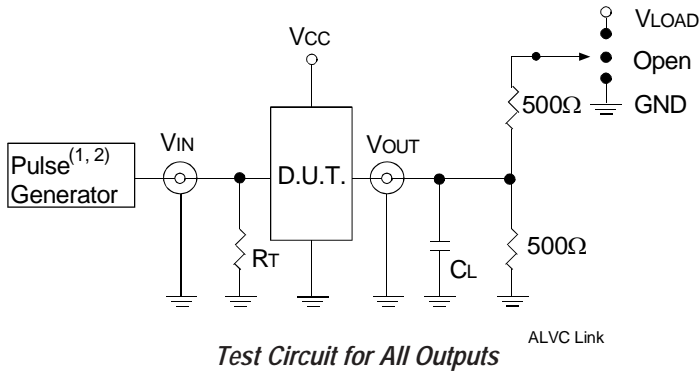 VLOAD
VCC
Open
500Ω
GND
VIN
VOUT
Pulse(1, 2)
Generator
D.U.T.
500Ω
RT
CL
ALVC Link
Test Circuit for All Outputs